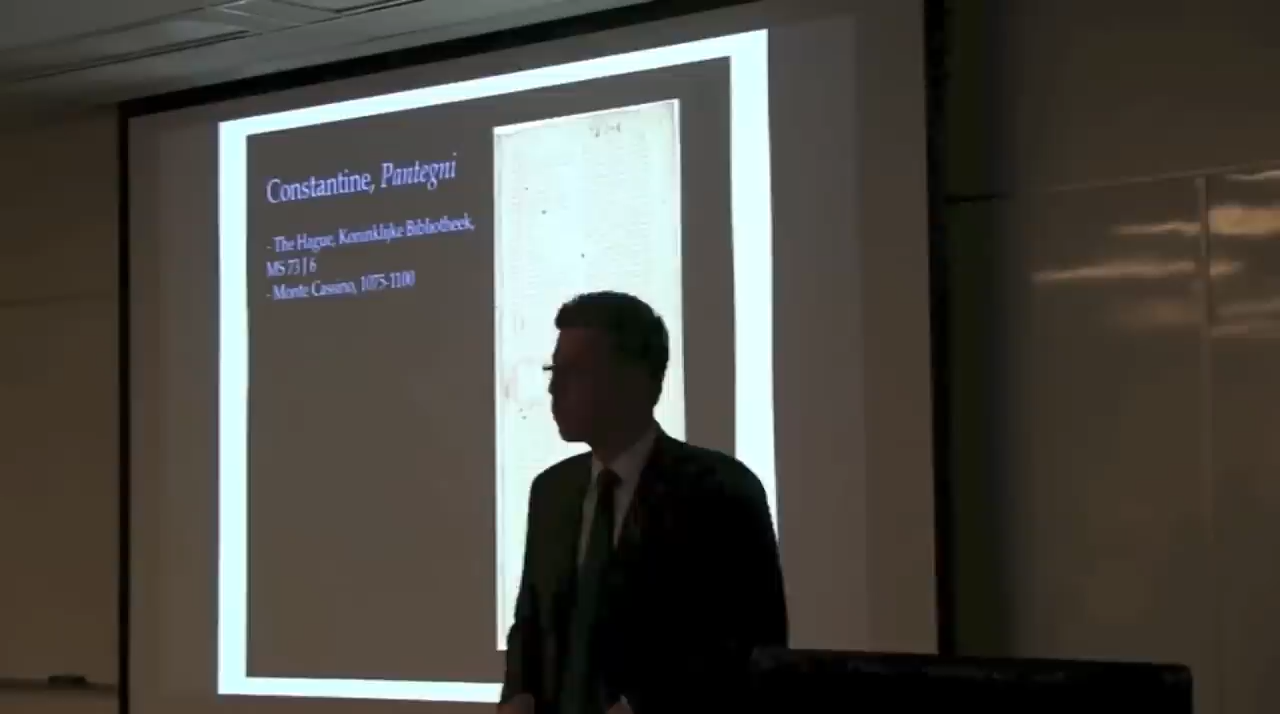 Constantine, Pantegni
- The Hague, Koninklijke Bibliotheek,
MS 73 J 6
- Monte Cassino, 1075-1100